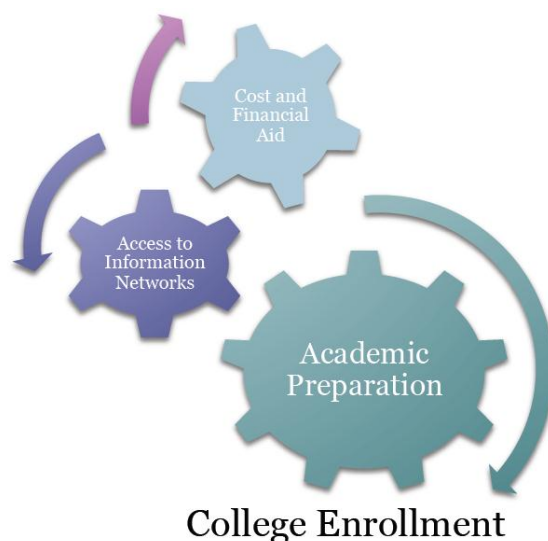 Cost and
Financial
Aid
Access to
Information
Networks
Academic
Preparation
College Enrollment